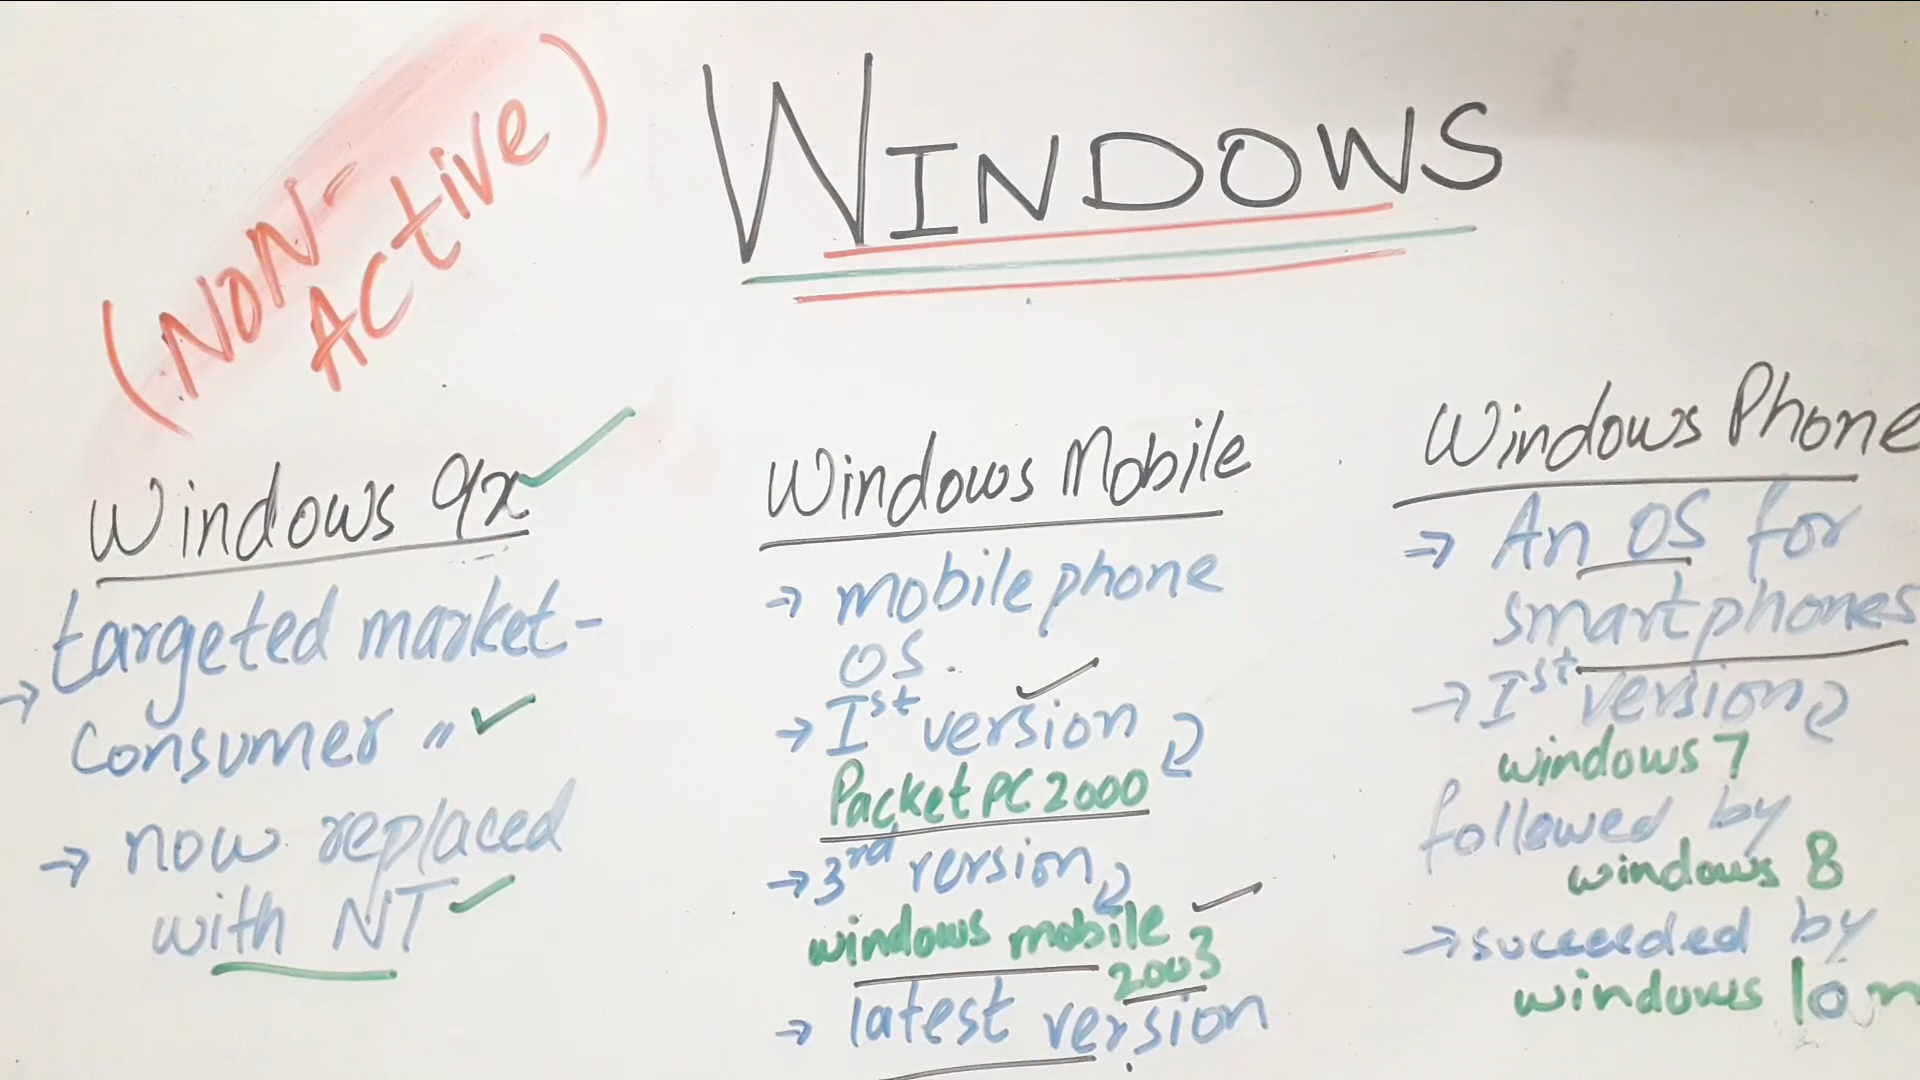 (NON-
ACtive)
WINDOWS
Windows 9x
→ targeted market -
Consumer "
→ now replaced
with NT
Windows Mobile
→ mobile phone
OS.
→ Ist version
Packet PC 2000
→ 3rd version
windows mobile
2003
→ latest version
Windows Phone
→ An OS for
smartphones
→ Ist version
windows 7
followed by
windows 8
→ succeeded by
windows 10 m